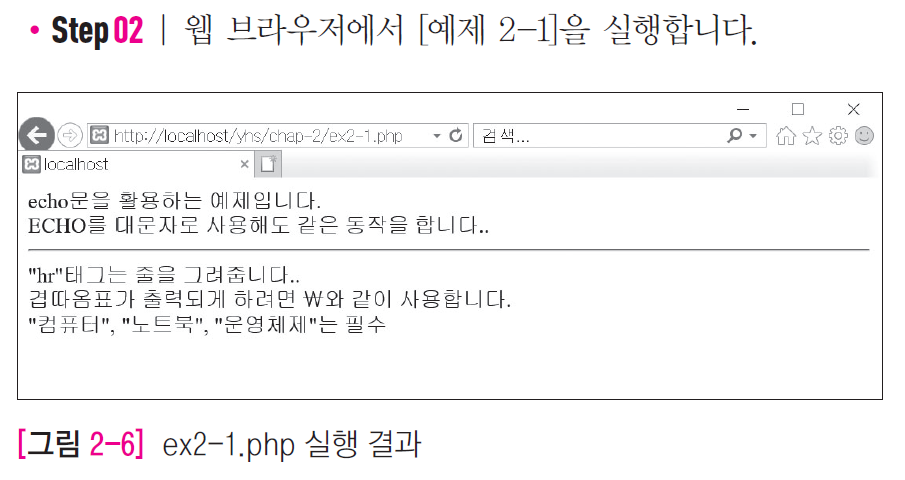 • Step 02 | 웹 브라우저에서 [예제 2-1]을 실행합니다.
http://localhost/yhs/chap-2/ex2-1.php 검색...
localhost
echo문을 활용하는 예제입니다.
ECHO를 대문자로 사용해도 같은 동작을 합니다..
"hr"태그는 줄을 그려줍니다..
겹따옴표가 출력되게 하려면 ₩와 같이 사용합니다.
"컴퓨터", "노트북", "운영체제"는 필수
[그림 2-6] ex2-1.php 실행 결과